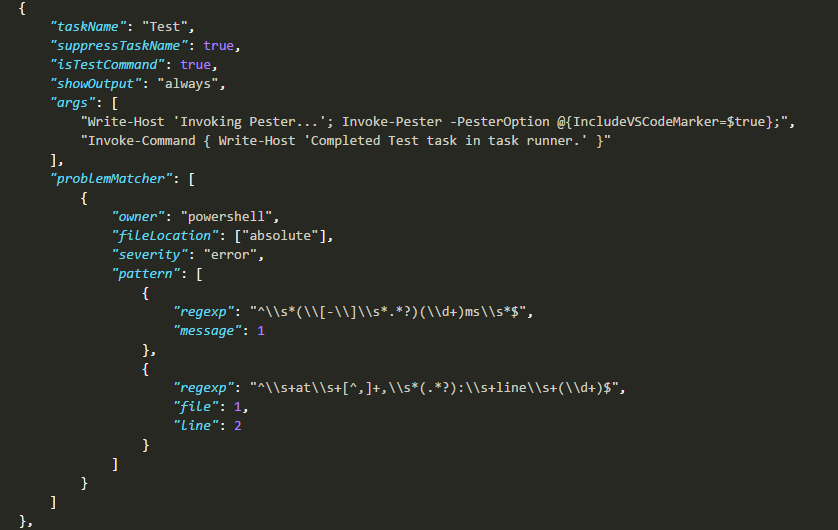 {
    "taskName": "Test",
    "suppressTaskName": true,
    "isTestCommand": true,
    "showOutput": "always",
    "args": [
        "Write-Host 'Invoking Pester...'; Invoke-Pester -PesterOption @{IncludeVSCodeMarker=$true};",
        "Invoke-Command { Write-Host 'Completed Test task in task runner.' }"
    ],
    "problemMatcher": [
        {
            "owner": "powershell",
            "fileLocation": ["absolute"],
            "severity": "error",
            "pattern": [
                {
                    "regexp": "^\\s*(\\[-\\]\\s*.*?)(\\d+)ms\\s*$",
                    "message": 1
                },
                {
                    "regexp": "^\\s+at\\s+[^,]+,\\s*(.*?):\\s+line\\s+(\\d+)$",
                    "file": 1,
                    "line": 2
                }
            ]
        }
    ]
},